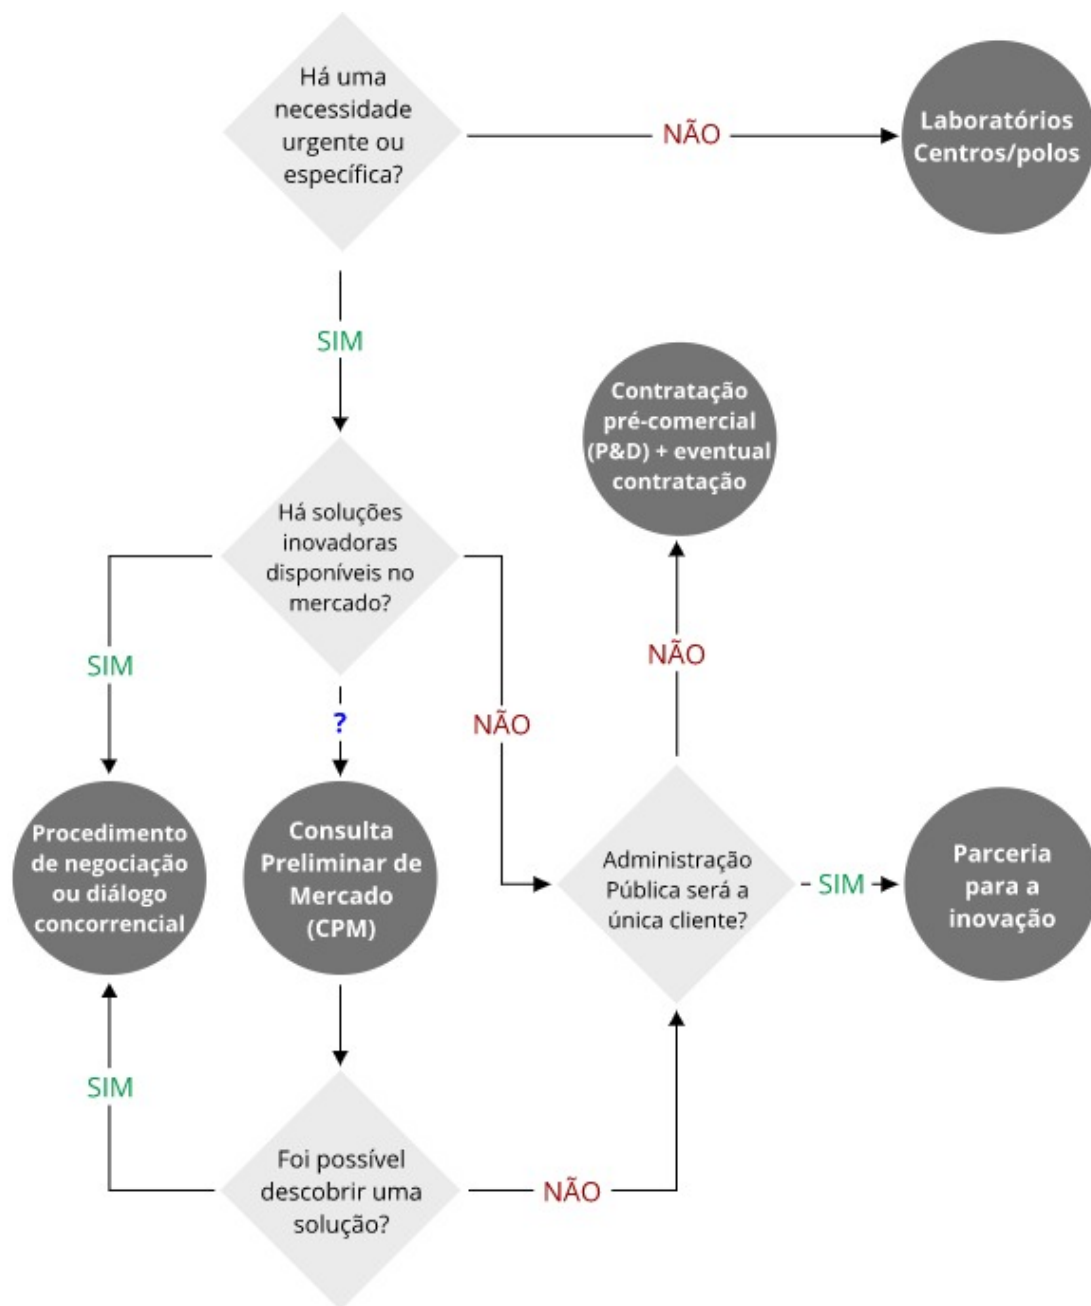 Há uma
necessidade
urgente ou
específica?
NÃO
Laboratórios
Centros/polos
SIM
Contratação
pré-comercial
(P&D) + eventual
contratação
Há soluções
inovadoras
disponíveis no
mercado?
SIM
?
NÃO
NÃO
Procedimento
de negociação
ou diálogo
concorrencial
Consulta
Preliminar de
Mercado
(CPM)
Administração
Pública será a
única cliente?
SIM
Parceria
para a
inovação
SIM
Foi possível
descobrir uma
solução?
NÃO